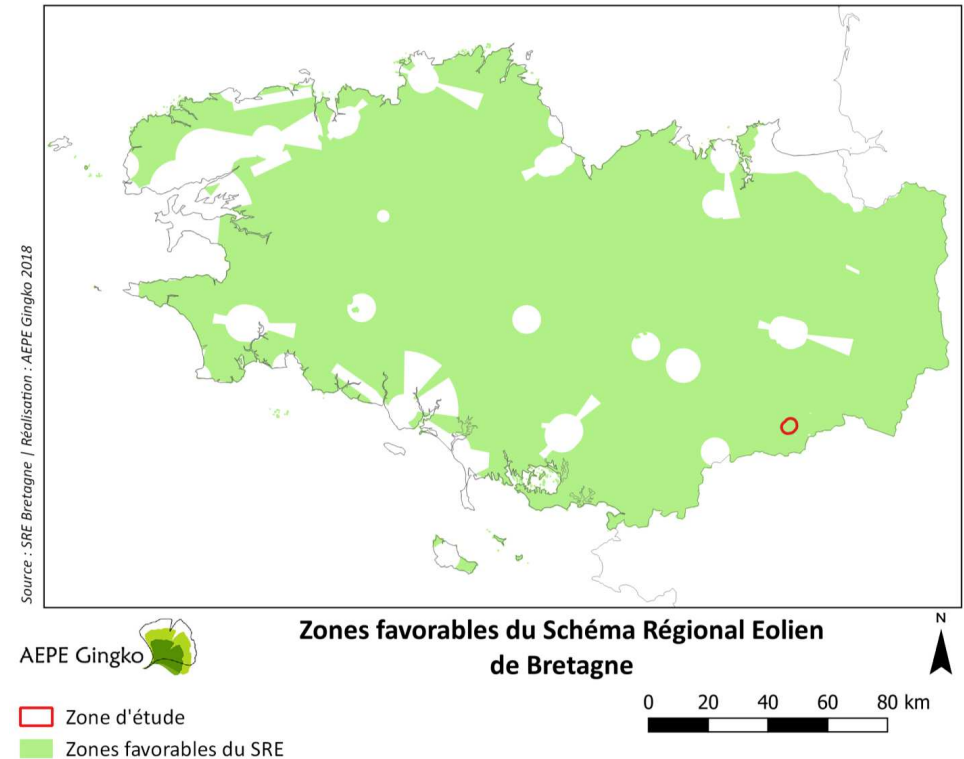 Source : SRE Bretagne | Réalisation : AEPE Gingko 2018
Zones favorables du Schéma Régional Eolien
de Bretagne
N
AEPE Gingko
0 20 40 60 80 km
Zone d'étude
Zones favorables du SRE